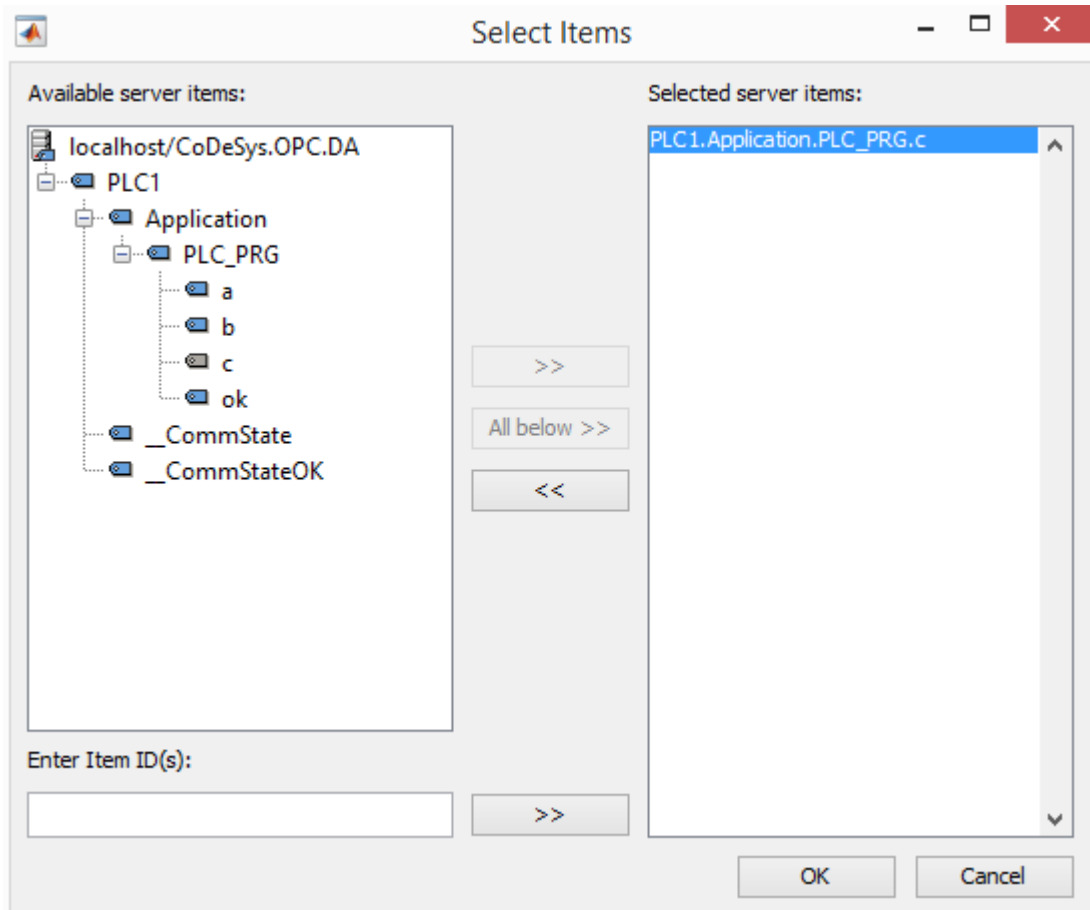 Select Items
Available server items:
localhost/CoDeSys.OPC.DA
PLC1
Application
PLC_PRG
a
b
c
ok
__CommState
__CommStateOK
>>
All below >>
<<
Selected server items:
PLC1.Application.PLC_PRG.c
Enter Item ID(s):
>>
OK
Cancel